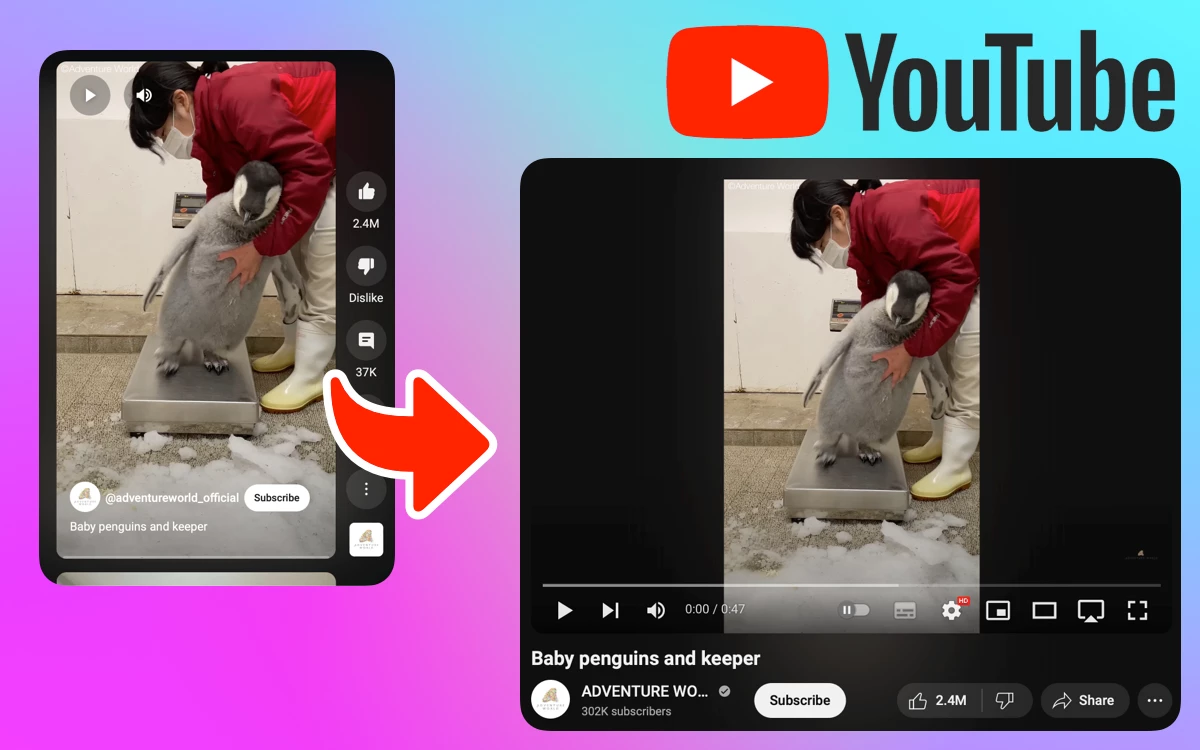 ©Adventure World
2.4M
Dislike
37K
@adventureworld_official
Subscribe
Baby penguins and keeper
YouTube
©Adventure World
0:00 / 0:47
HD
Baby penguins and keeper
ADVENTURE WO...
302K subscribers
Subscribe
2.4M
Share